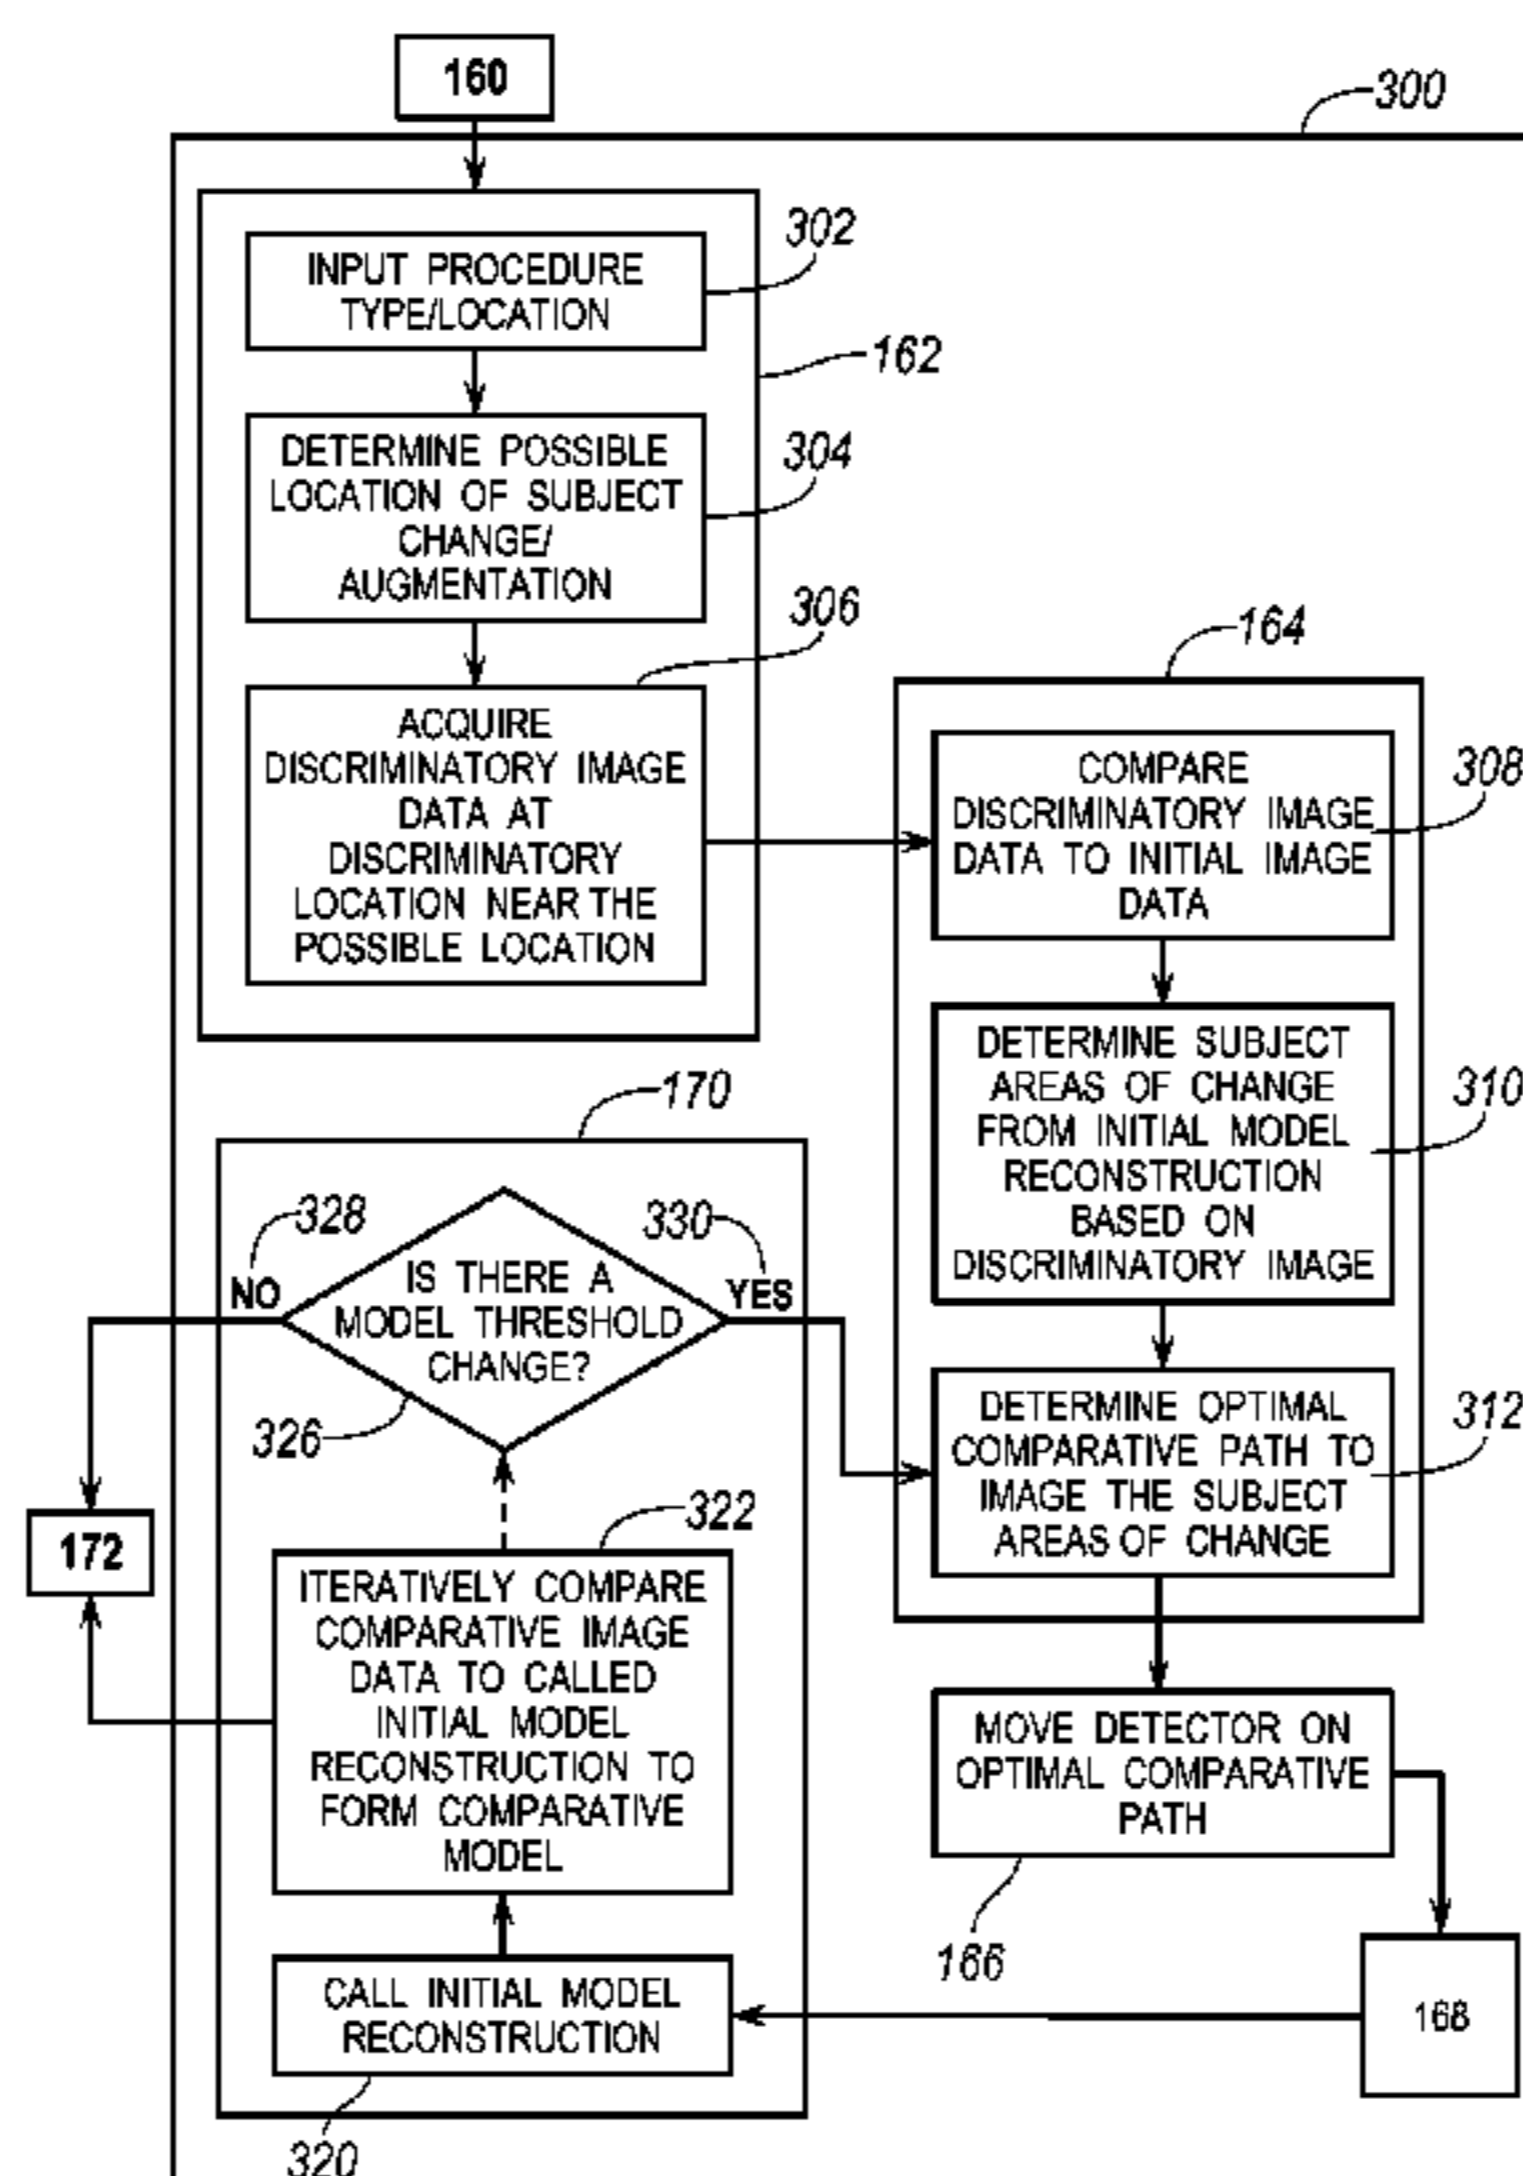 160
300
302
INPUT PROCEDURE
TYPE/LOCATION
162
DETERMINE POSSIBLE
LOCATION OF SUBJECT
CHANGE/
AUGMENTATION
304
306
ACQUIRE
DISCRIMINATORY IMAGE
DATA AT
DISCRIMINATORY
LOCATION NEAR THE
POSSIBLE LOCATION
164
COMPARE
DISCRIMINATORY IMAGE
DATA TO INITIAL IMAGE
DATA
308
DETERMINE SUBJECT
AREAS OF CHANGE
FROM INITIAL MODEL
RECONSTRUCTION
BASED ON
DISCRIMINATORY IMAGE
310
DETERMINE OPTIMAL
COMPARATIVE PATH TO
IMAGE THE SUBJECT
AREAS OF CHANGE
312
MOVE DETECTOR ON
OPTIMAL COMPARATIVE
PATH
166
168
170
328
330
NO
YES
IS THERE A
MODEL THRESHOLD
CHANGE?
326
172
322
ITERATIVELY COMPARE
COMPARATIVE IMAGE
DATA TO CALLED
INITIAL MODEL
RECONSTRUCTION TO
FORM COMPARATIVE
MODEL
CALL INITIAL MODEL
RECONSTRUCTION
320